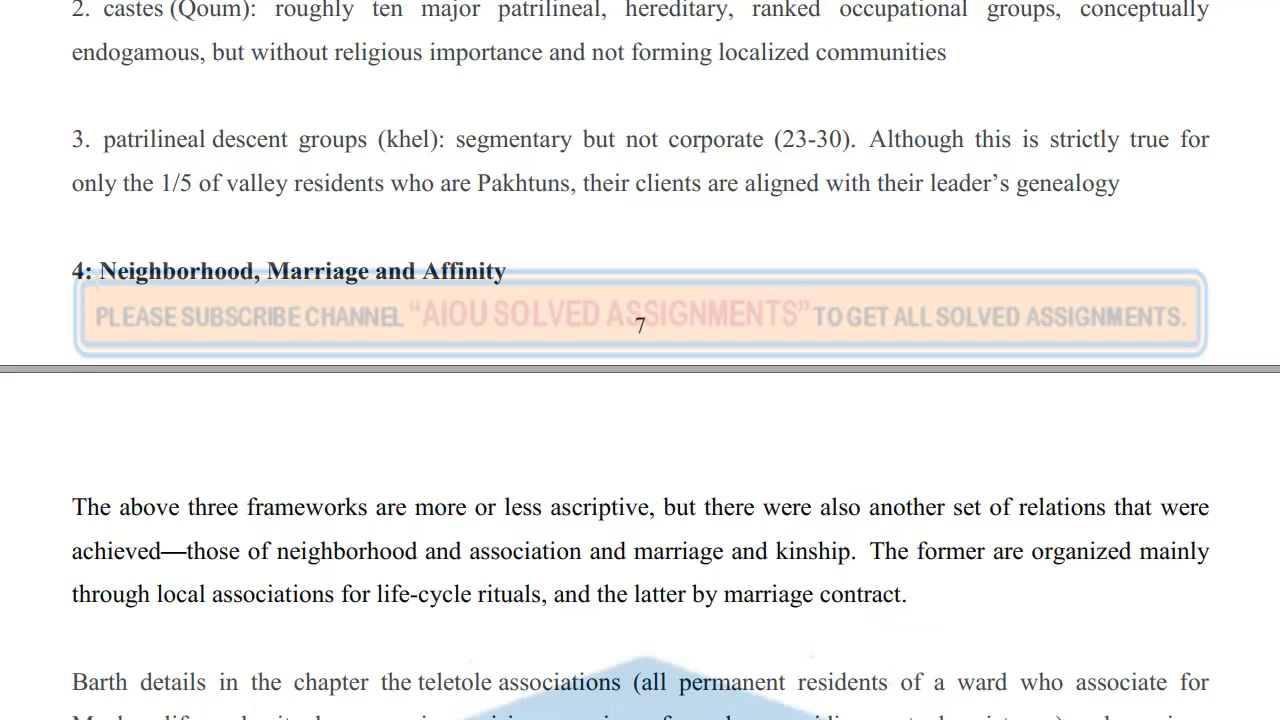 2. castes (Qoum): roughly ten major patrilineal, hereditary, ranked occupational groups, conceptually
endogamous, but without religious importance and not forming localized communities
3. patrilineal descent groups (khel): segmentary but not corporate (23-30). Although this is strictly true for
only the 1/5 of valley residents who are Pakhtuns, their clients are aligned with their leader’s genealogy
4: Neighborhood, Marriage and Affinity
PLEASE SUBSCRIBE CHANNEL “AIOU SOLVED ASSIGNMENTS” TO GET ALL SOLVED ASSIGNMENTS.
7
The above three frameworks are more or less ascriptive, but there were also another set of relations that were
achieved—those of neighborhood and association and marriage and kinship. The former are organized mainly
through local associations for life-cycle rituals, and the latter by marriage contract.
Barth details in the chapter the teletole associations (all permanent residents of a ward who associate for